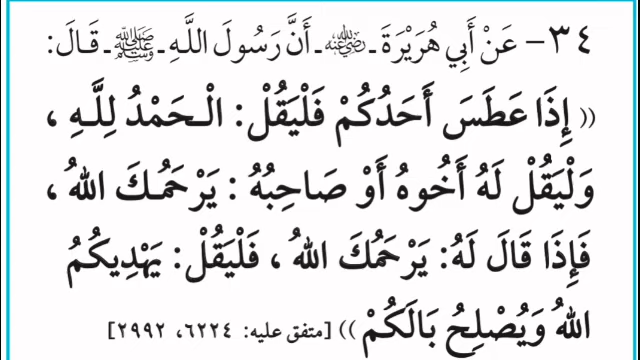 ٣٤ - عَنْ أَبِي هُرَيْرَةَ - رضي الله عنه - أَنَّ رَسُولَ اللَّهِ - ﷺ - قَالَ:
(( إِذَا عَطَسَ أَحَدُكُمْ فَلْيَقُلْ: الْحَمْدُ لِلَّهِ ،
وَلْيَقُلْ لَهُ أَخُوهُ أَوْ صَاحِبُهُ : يَرْحَمُكَ اللهُ ،
فَإِذَا قَالَ لَهُ: يَرْحَمُكَ اللهُ ، فَلْيَقُلْ: يَهْدِيكُمُ
اللهُ وَيُصْلِحُ بَالَكُمْ )) [متفق عليه: ٦٢٢٤، ٢٩٩٢]